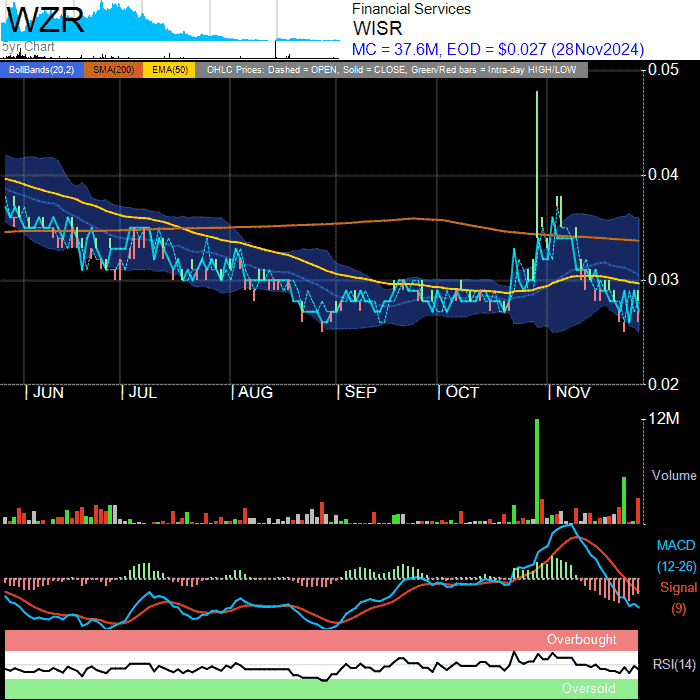 WZR
5yr Chart
Financial Services
WISR
MC = 37.6M, EOD = $0.027 (28Nov2024)
BollBands(20,2) SMA(200) EMA(50) OHLC Prices: Dashed = OPEN, Solid = CLOSE, Green/Red bars = Intra-day HIGH/LOW
0.05
0.04
0.03
0.02
JUN JUL AUG SEP OCT NOV
12M
Volume
MACD
(12-26)
Signal
(9)
Overbought
RSI(14)
Oversold